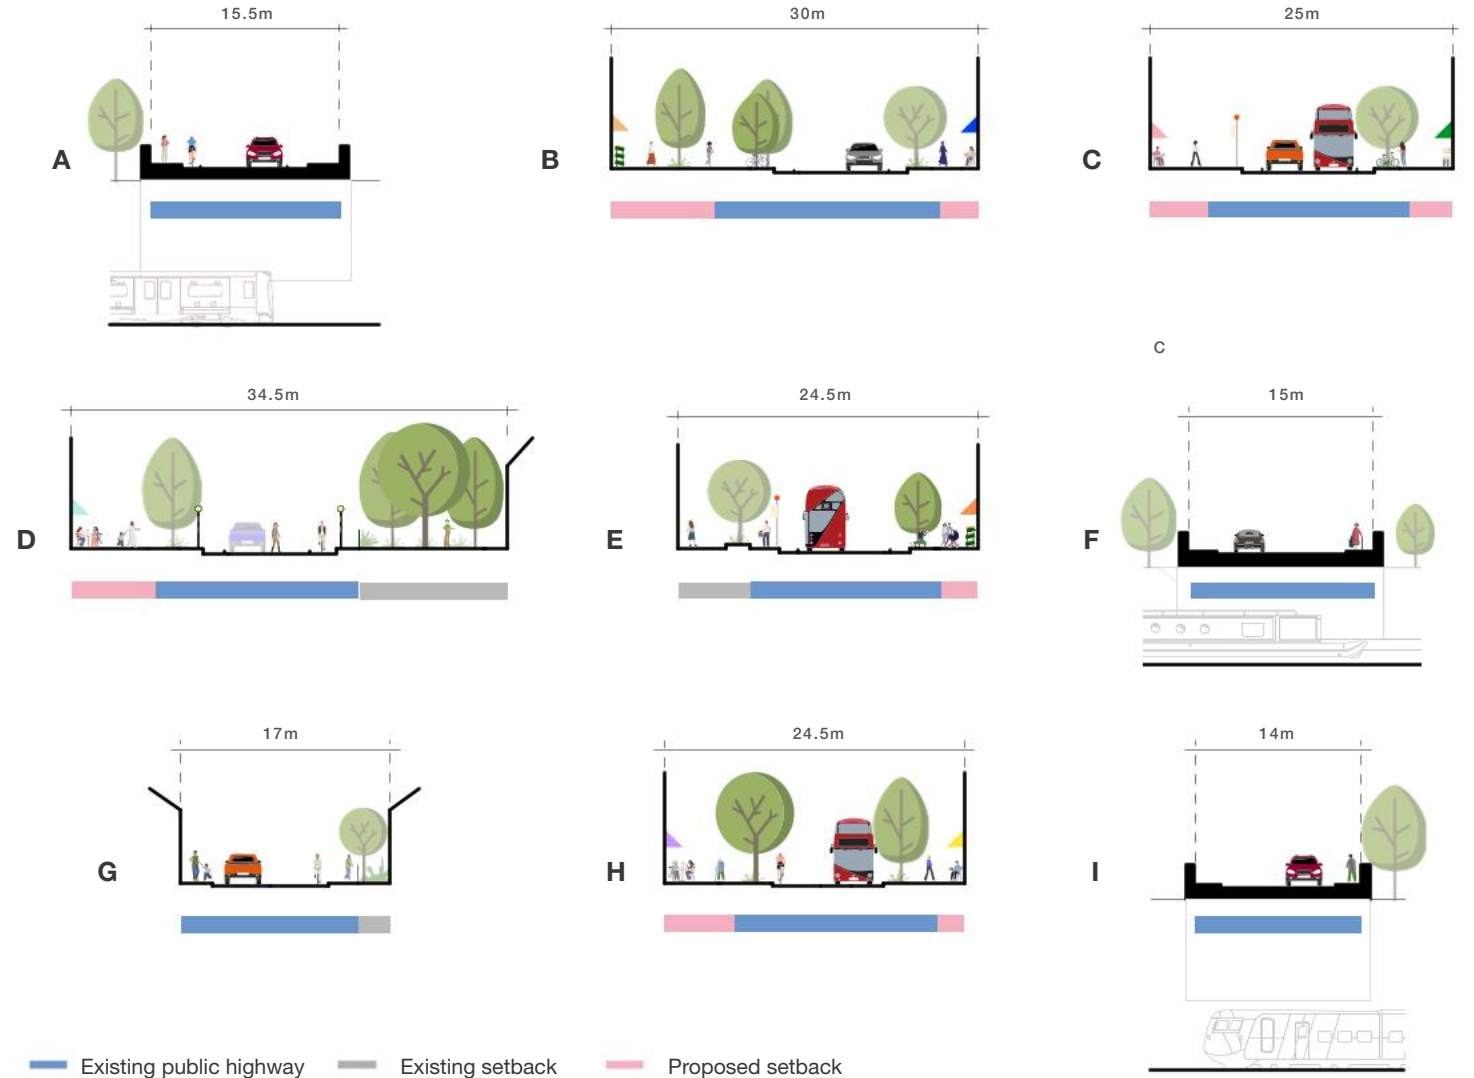 15.5m
30m
25m
A
B
C
C
34.5m
24.5m
15m
D
E
F
17m
24.5m
14m
G
H
I
Existing public highway
Existing setback
Proposed setback